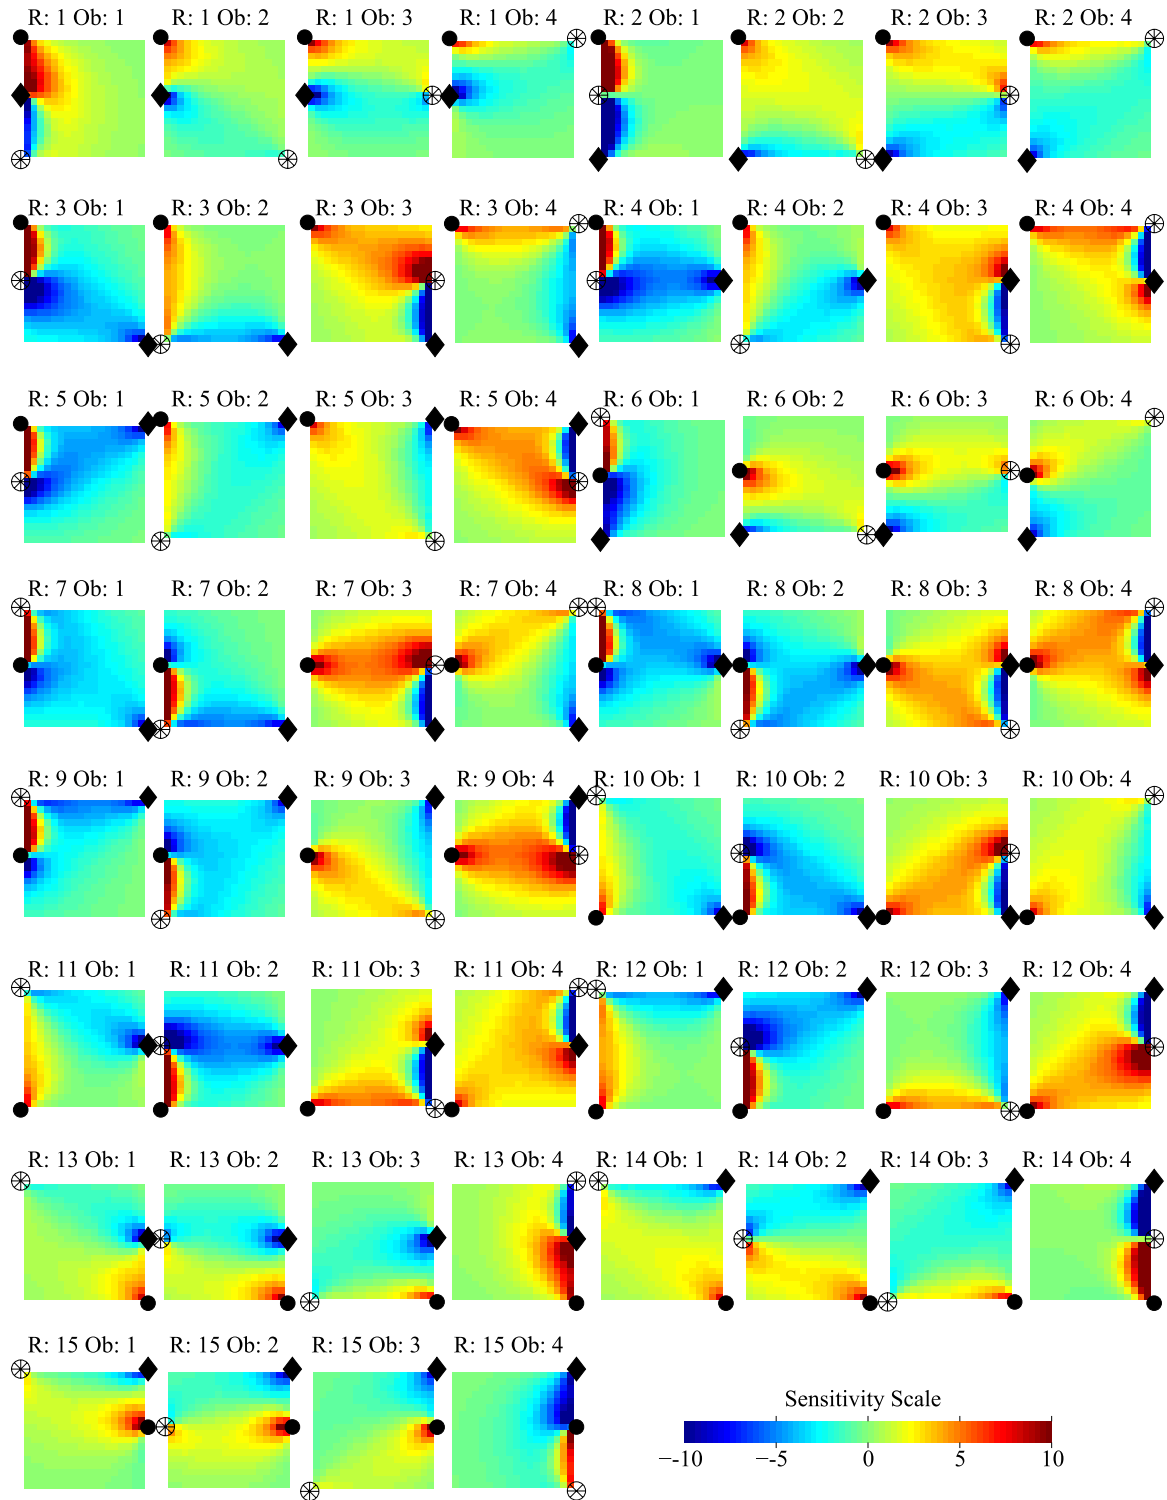 R: 1 Ob: 1 R: 1 Ob: 2 R: 1 Ob: 3 R: 1 Ob: 4 R: 2 Ob: 1 R: 2 Ob: 2 R: 2 Ob: 3 R: 2 Ob: 4
R: 3 Ob: 1 R: 3 Ob: 2 R: 3 Ob: 3 R: 3 Ob: 4 R: 4 Ob: 1 R: 4 Ob: 2 R: 4 Ob: 3 R: 4 Ob: 4
R: 5 Ob: 1 R: 5 Ob: 2 R: 5 Ob: 3 R: 5 Ob: 4 R: 6 Ob: 1 R: 6 Ob: 2 R: 6 Ob: 3 R: 6 Ob: 4
R: 7 Ob: 1 R: 7 Ob: 2 R: 7 Ob: 3 R: 7 Ob: 4 R: 8 Ob: 1 R: 8 Ob: 2 R: 8 Ob: 3 R: 8 Ob: 4
R: 9 Ob: 1 R: 9 Ob: 2 R: 9 Ob: 3 R: 9 Ob: 4 R: 10 Ob: 1 R: 10 Ob: 2 R: 10 Ob: 3 R: 10 Ob: 4
R: 11 Ob: 1 R: 11 Ob: 2 R: 11 Ob: 3 R: 11 Ob: 4 R: 12 Ob: 1 R: 12 Ob: 2 R: 12 Ob: 3 R: 12 Ob: 4
R: 13 Ob: 1 R: 13 Ob: 2 R: 13 Ob: 3 R: 13 Ob: 4 R: 14 Ob: 1 R: 14 Ob: 2 R: 14 Ob: 3 R: 14 Ob: 4
R: 15 Ob: 1 R: 15 Ob: 2 R: 15 Ob: 3 R: 15 Ob: 4
Sensitivity Scale
−-10 −-5 0 5 10